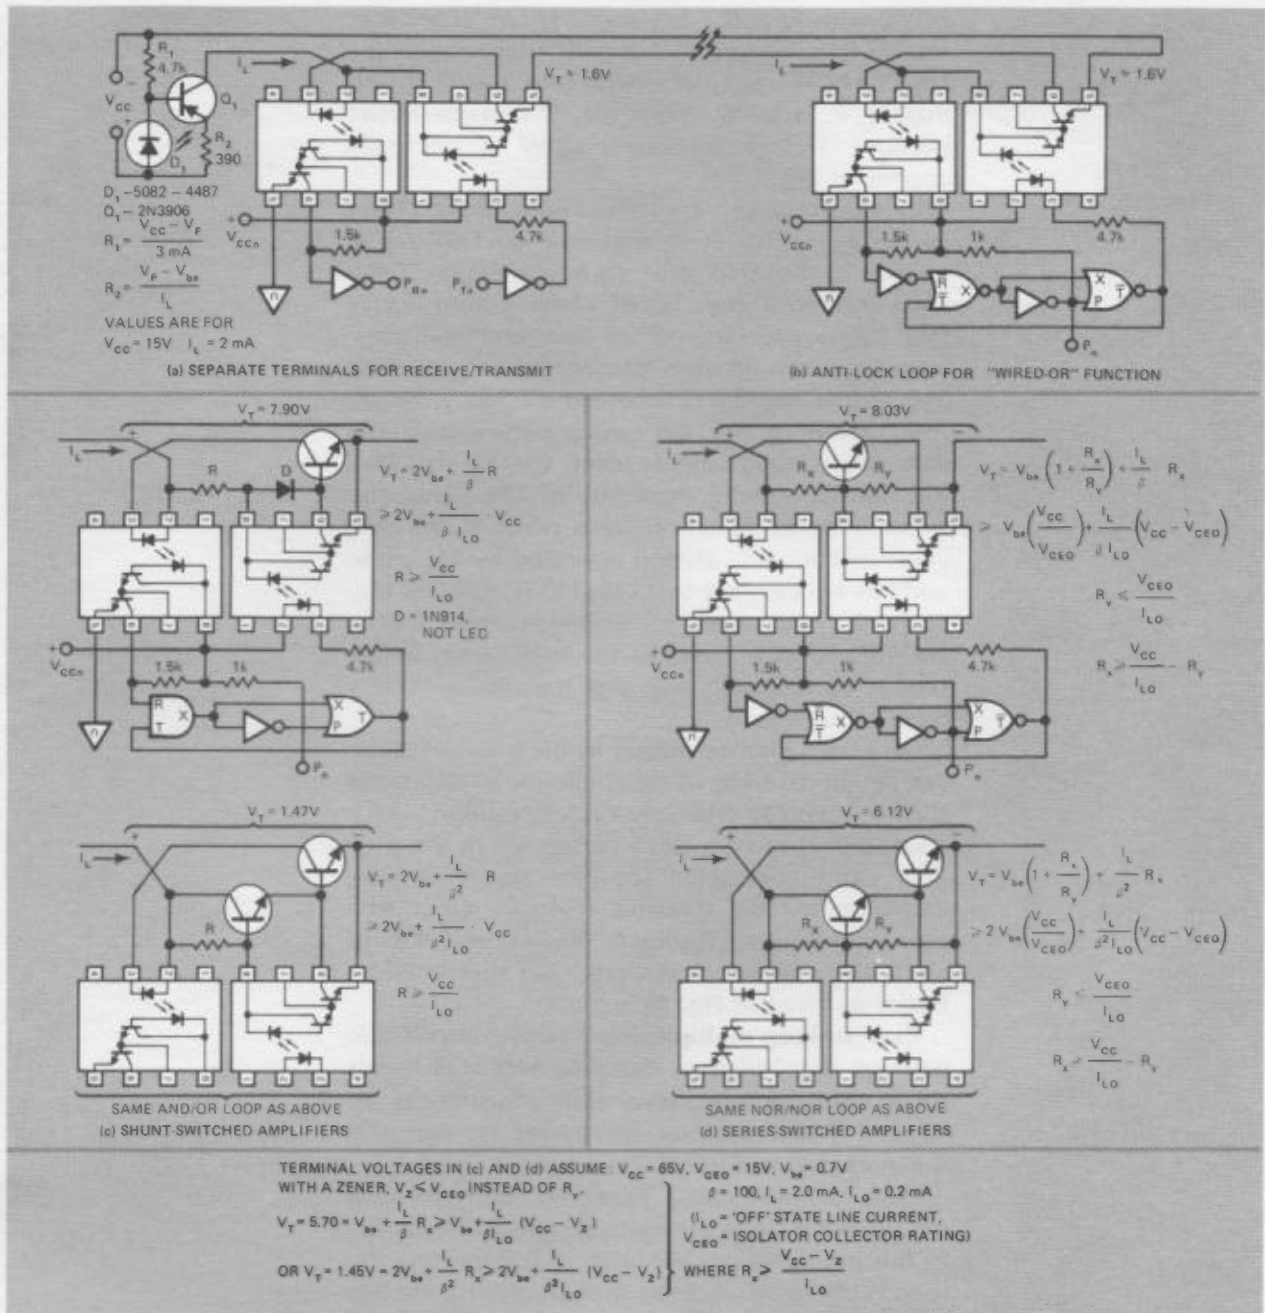 R₁
4.7k
I_L
V_T ≈ 1.6V
I_L
V_T ≈ 1.6V
V_CC
Q₁
R₂
390
D₁
D₁ – 5082 – 4487
Q₁ – 2N3906
R₁ = (V_CC – V_F) / 3 mA
R₂ = (V_F – V_be) / I_L
VALUES ARE FOR
V_CC = 15V I_L = 2 mA
V_CCn
1.5k
4.7k
n
P_Rn
P_Tn
V_CCn
1.5k
1k
4.7k
n
R̄
T̄
X
X
P
T̄
P_n
(a) SEPARATE TERMINALS FOR RECEIVE/TRANSMIT
(b) ANTI-LOCK LOOP FOR "WIRED-OR" FUNCTION
V_T = 7.90V
+
–
I_L
R
D
V_T = 2V_be + (I_L / β) R
≥ 2V_be + (I_L / β I_LO) · V_CC
R ≥ V_CC / I_LO
D = 1N914,
NOT LED
V_CCn
1.5k
1k
4.7k
n
R
T
X
X
P
T
P_n
V_T = 1.47V
+
–
I_L
R
V_T = 2V_be + (I_L / β²) R
≥ 2V_be + (I_L / β² I_LO) · V_CC
R ≥ V_CC / I_LO
SAME AND/OR LOOP AS ABOVE
(c) SHUNT-SWITCHED AMPLIFIERS
V_T = 8.03V
+
–
I_L
R_x
R_y
V_T = V_be (1 + R_x / R_y) + (I_L / β) R_x
≥ V_be (V_CC / V_CEO) + (I_L / β I_LO) (V_CC – V_CEO)
R_y ≤ V_CEO / I_LO
R_x ≥ V_CC / I_LO – R_y
V_CCn
1.5k
1k
4.7k
n
R̄
T̄
X
X
P
T̄
P_n
V_T = 6.12V
+
–
I_L
R_x
R_y
V_T = V_be (1 + R_x / R_y) + (I_L / β²) R_x
≥ 2 V_be (V_CC / V_CEO) + (I_L / β² I_LO) (V_CC – V_CEO)
R_y ≤ V_CEO / I_LO
R_x ≥ V_CC / I_LO – R_y
SAME NOR/NOR LOOP AS ABOVE
(d) SERIES-SWITCHED AMPLIFIERS
TERMINAL VOLTAGES IN (c) AND (d) ASSUME: V_CC = 65V, V_CEO = 15V, V_be = 0.7V
WITH A ZENER, V_Z ≤ V_CEO INSTEAD OF R_y.
β = 100, I_L = 2.0 mA, I_LO = 0.2 mA
V_T = 5.70 = V_be + (I_L / β) R_x ≥ V_be + (I_L / βI_LO) (V_CC – V_Z)
(I_LO = 'OFF' STATE LINE CURRENT,
V_CEO = ISOLATOR COLLECTOR RATING)
OR V_T = 1.45V = 2V_be + (I_L / β²) R_x ≥ 2V_be + (I_L / β² I_LO) (V_CC – V_Z)
WHERE R_x ≥ (V_CC – V_Z) / I_LO